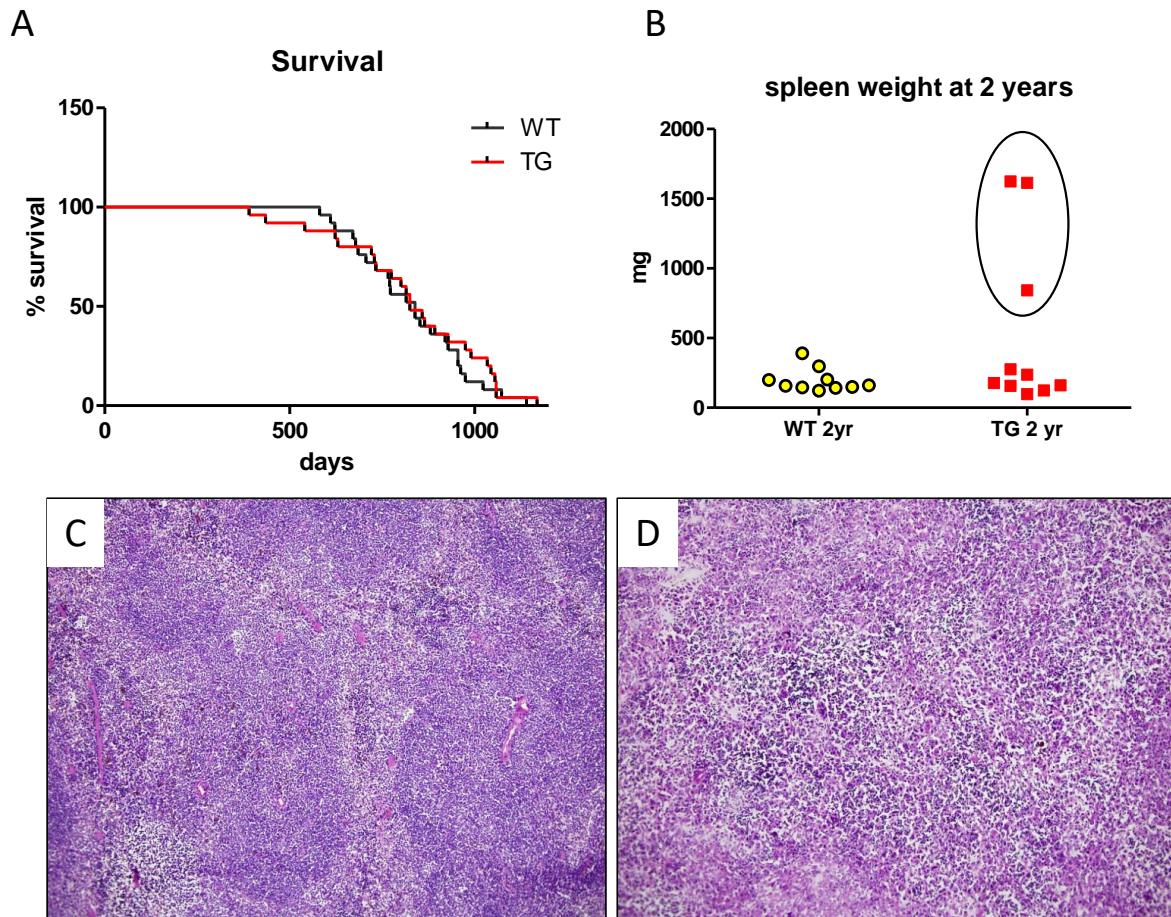 A
Survival
150
100
50
0
% survival
0
500
1000
days
WT
TG
B
spleen weight at 2 years
2000
1500
1000
500
0
mg
WT 2yr
TG 2 yr
C
D